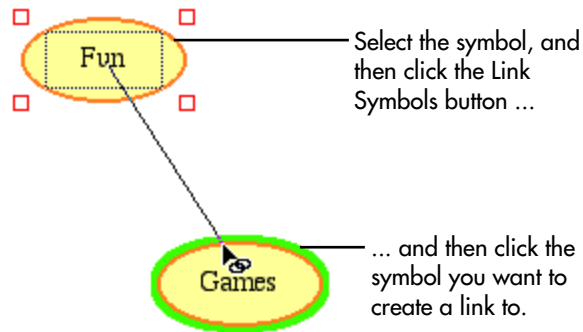 Fun
Select the symbol, and
then click the Link
Symbols button ...
Games
... and then click the
symbol you want to
create a link to.